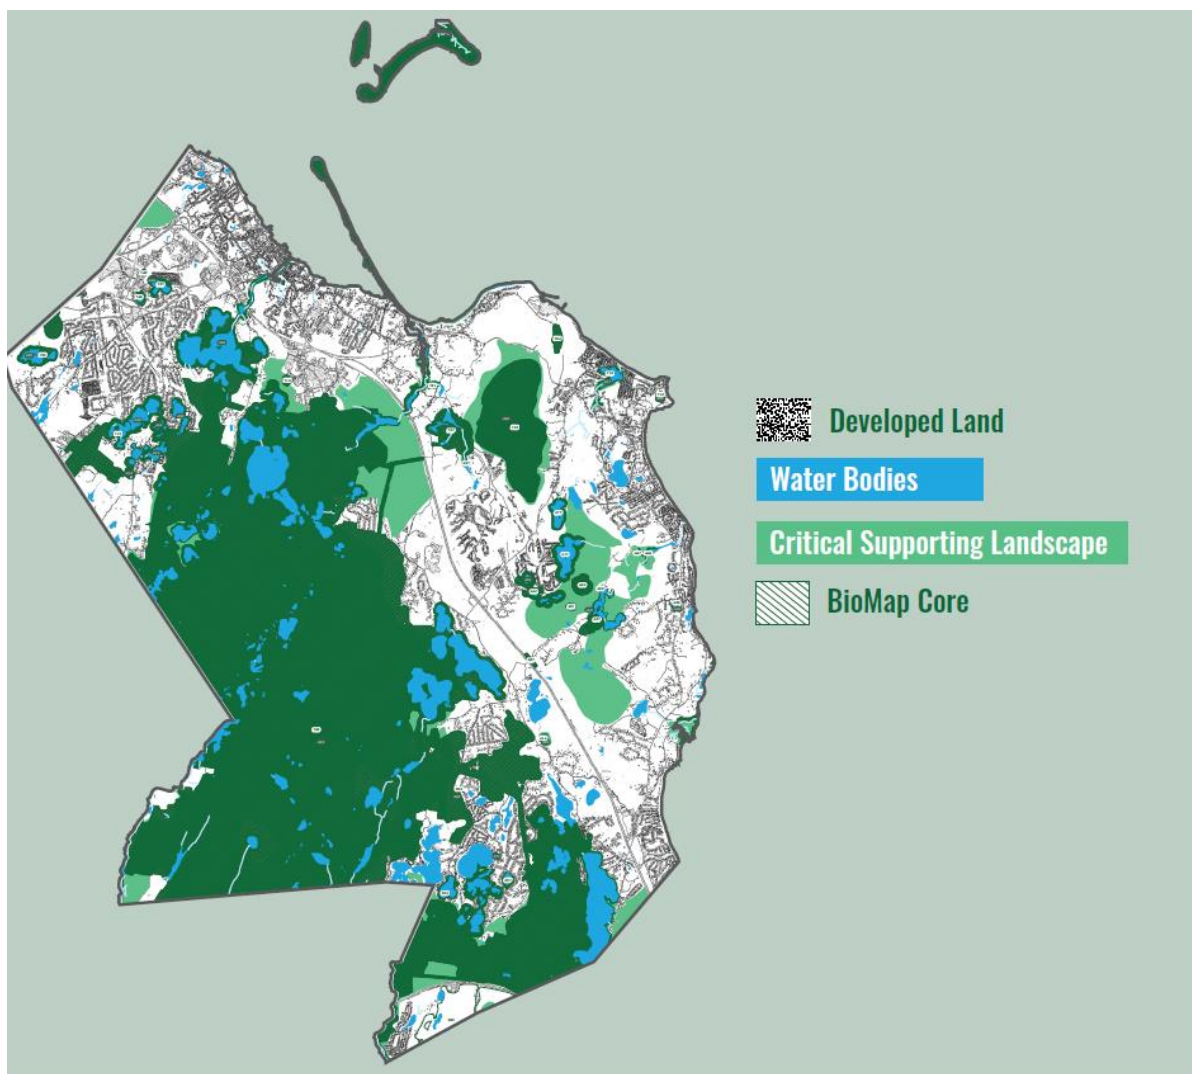 Developed Land
Water Bodies
Critical Supporting Landscape
BioMap Core